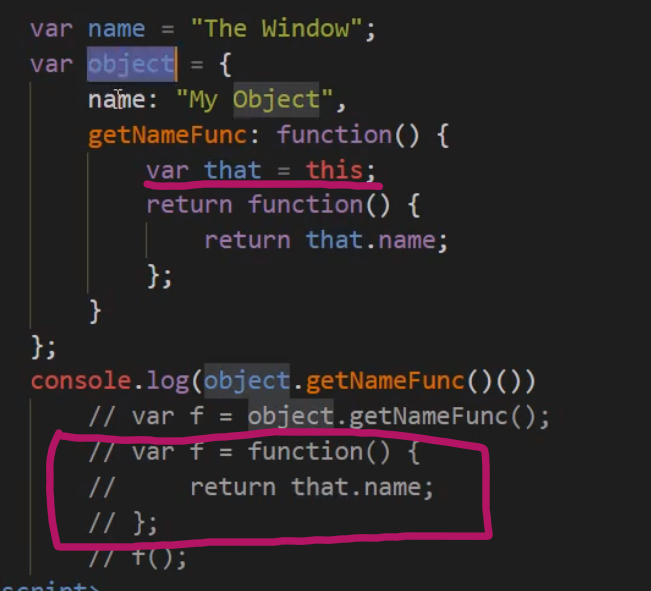 var name = "The Window";
var object = {
name: "My Object",
getNameFunc: function() {
var that = this;
return function() {
return that.name;
};
}
};
console.log(object.getNameFunc()())
// var f = object.getNameFunc();
// var f = function() {
// return that.name;
// };
// f();
script>